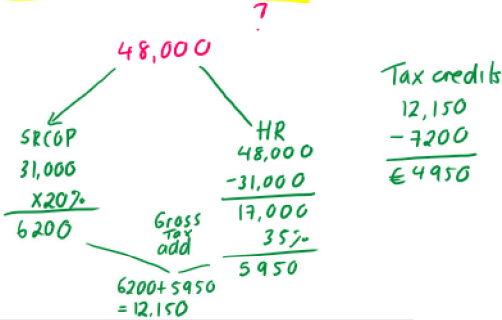 ?
48,000
SRCOP
31,000
X20%
6200
HR
48,000
-31,000
17,000
35%
5950
Gross
Tax
add
6200+5950
=12,150
Tax credits
12,150
-7200
€4950